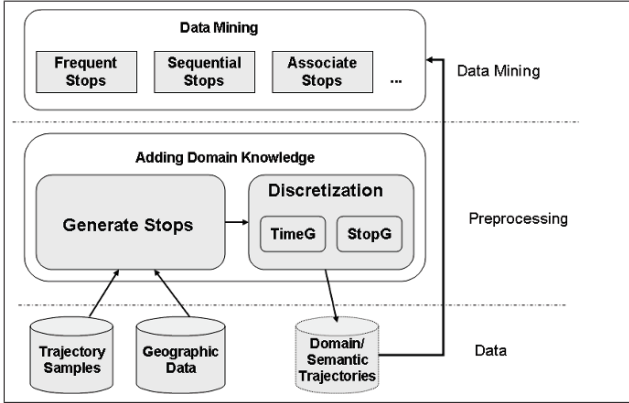 Data Mining
Frequent Stops
Sequential Stops
Associate Stops
...
Data Mining
Adding Domain Knowledge
Generate Stops
Discretization
TimeG
StopG
Preprocessing
Trajectory Samples
Geographic Data
Domain/ Semantic Trajectories
Data